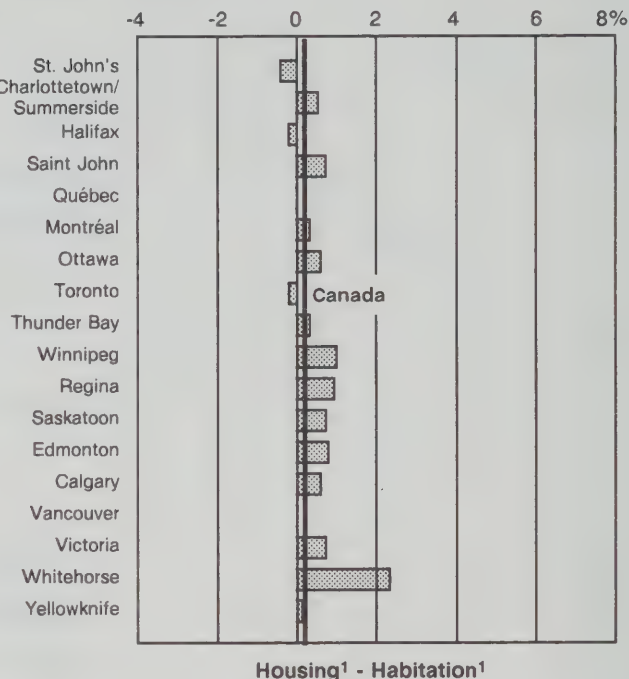 -4 -2 0 2 4 6 8%
St. John's
Charlottetown/
Summerside
Halifax
Saint John
Québec
Montréal
Ottawa
Toronto
Canada
Thunder Bay
Winnipeg
Regina
Saskatoon
Edmonton
Calgary
Vancouver
Victoria
Whitehorse
Yellowknife
Housing¹ - Habitation¹